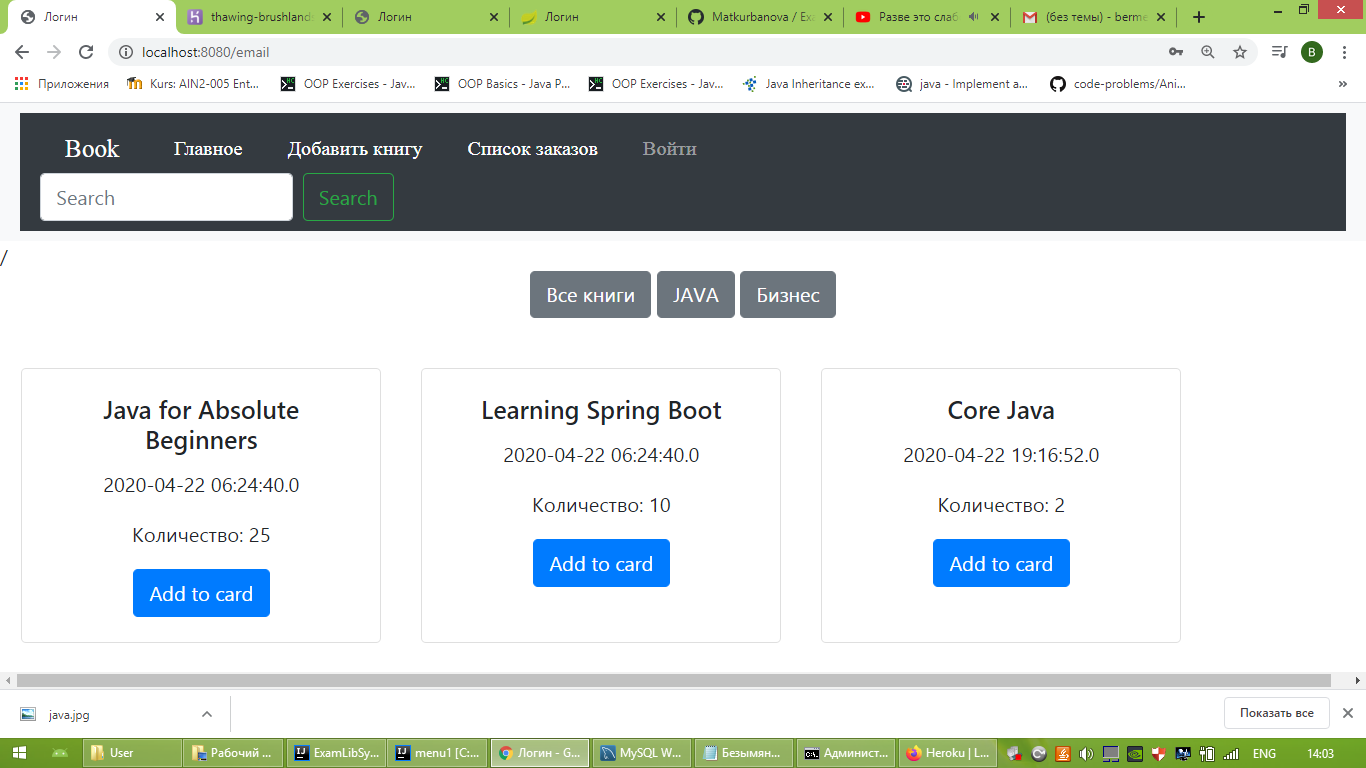 Логин
thawing-brushland
Логин
Логин
Matkurbanova / Exa
Разве это слаб
(без темы) - berme
localhost:8080/email
B
Приложения
Kurs: AIN2-005 Ent...
OOP Exercises - Jav...
OOP Basics - Java P...
OOP Exercises - Jav...
Java Inheritance ex...
java - Implement a...
code-problems/Ani...
»
Book
Главное
Добавить книгу
Список заказов
Войти
Search
Search
/
Все книги
JAVA
Бизнес
Java for Absolute
Beginners
2020-04-22 06:24:40.0
Количество: 25
Add to card
Learning Spring Boot
2020-04-22 06:24:40.0
Количество: 10
Add to card
Core Java
2020-04-22 19:16:52.0
Количество: 2
Add to card
java.jpg
Показать все
User
Рабочий ...
ExamLibSy...
menu1 [C:...
Логин - G...
MySQL W...
Безымян...
Админист...
Heroku | L...
ENG
14:03